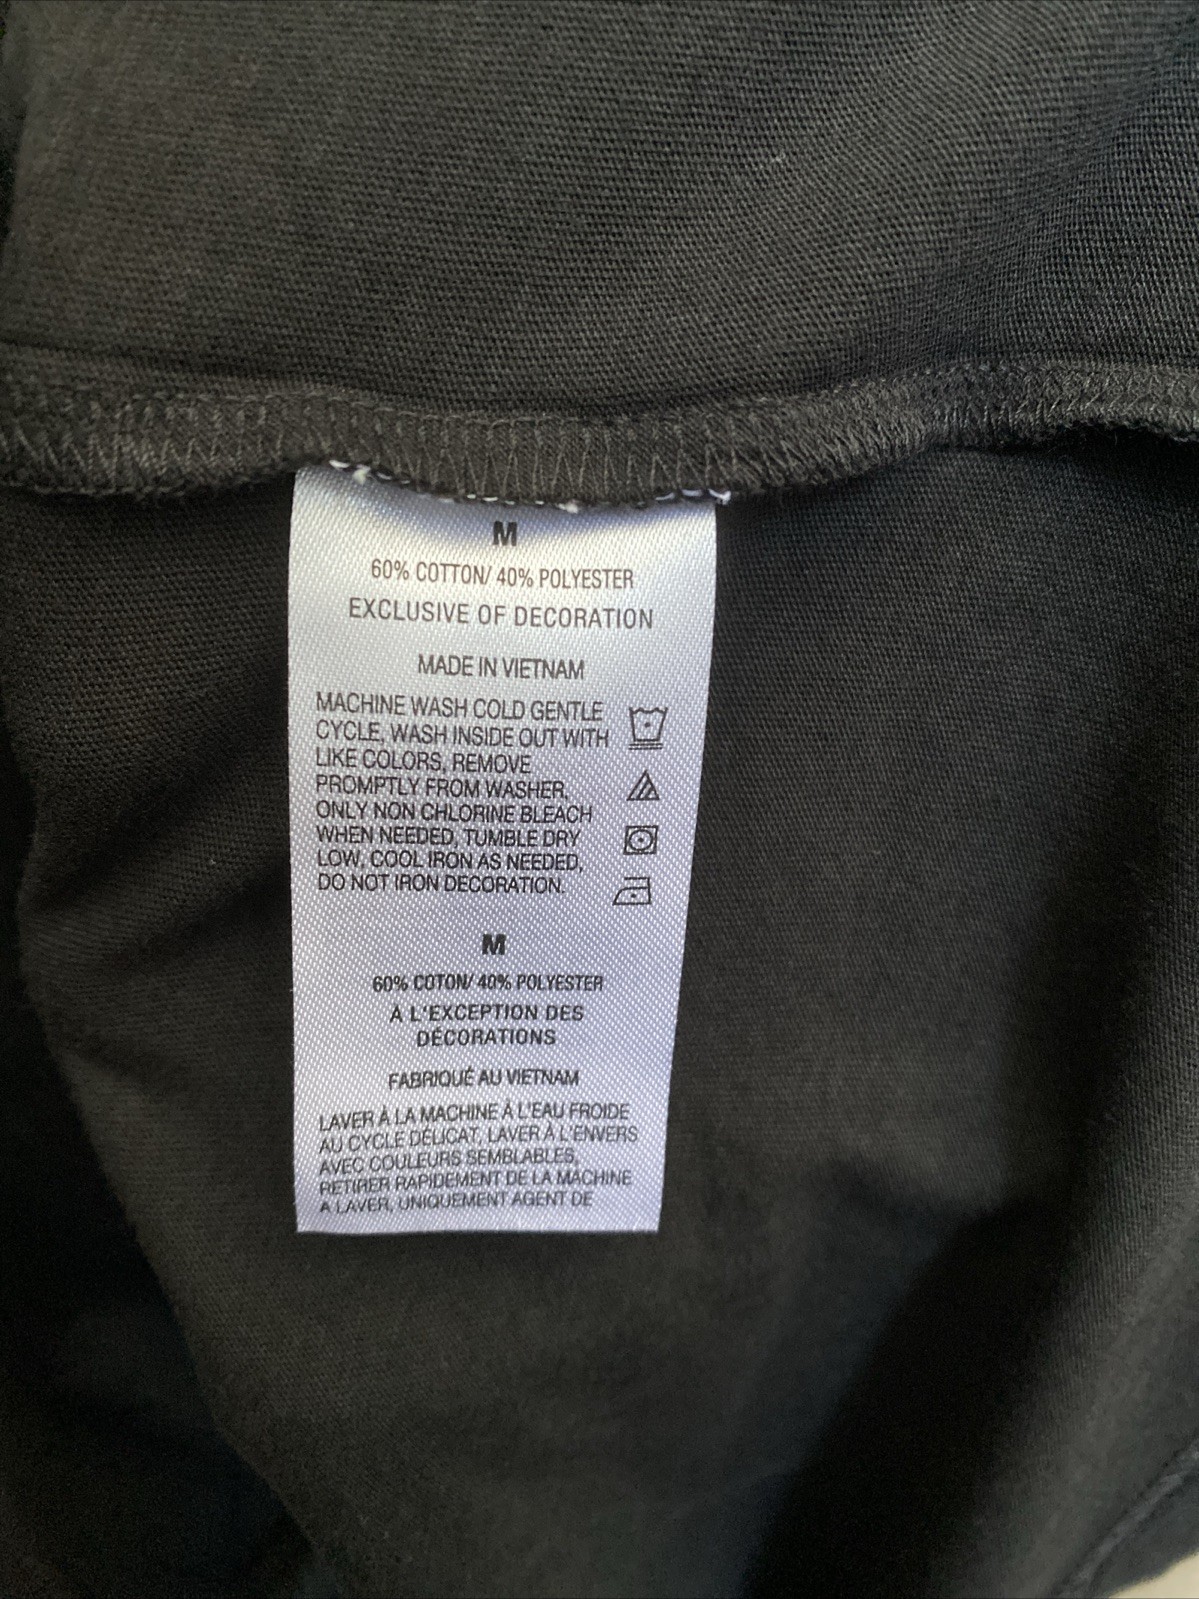 M
60% COTTON/ 40% POLYESTER
EXCLUSIVE OF DECORATION
MADE IN VIETNAM
MACHINE WASH COLD GENTLE
CYCLE, WASH INSIDE OUT WITH
LIKE COLORS, REMOVE
PROMPTLY FROM WASHER,
ONLY NON CHLORINE BLEACH
WHEN NEEDED, TUMBLE DRY
LOW, COOL IRON AS NEEDED,
DO NOT IRON DECORATION.
M
60% COTON/ 40% POLYESTER
À L'EXCEPTION DES
DÉCORATIONS
FABRIQUÉ AU VIETNAM
LAVER À LA MACHINE À L'EAU FROIDE
AU CYCLE DÉLICAT, LAVER À L'ENVERS
AVEC COULEURS SEMBLABLES,
RETIRER RAPIDEMENT DE LA MACHINE
A LAVER, UNIQUEMENT AGENT DE